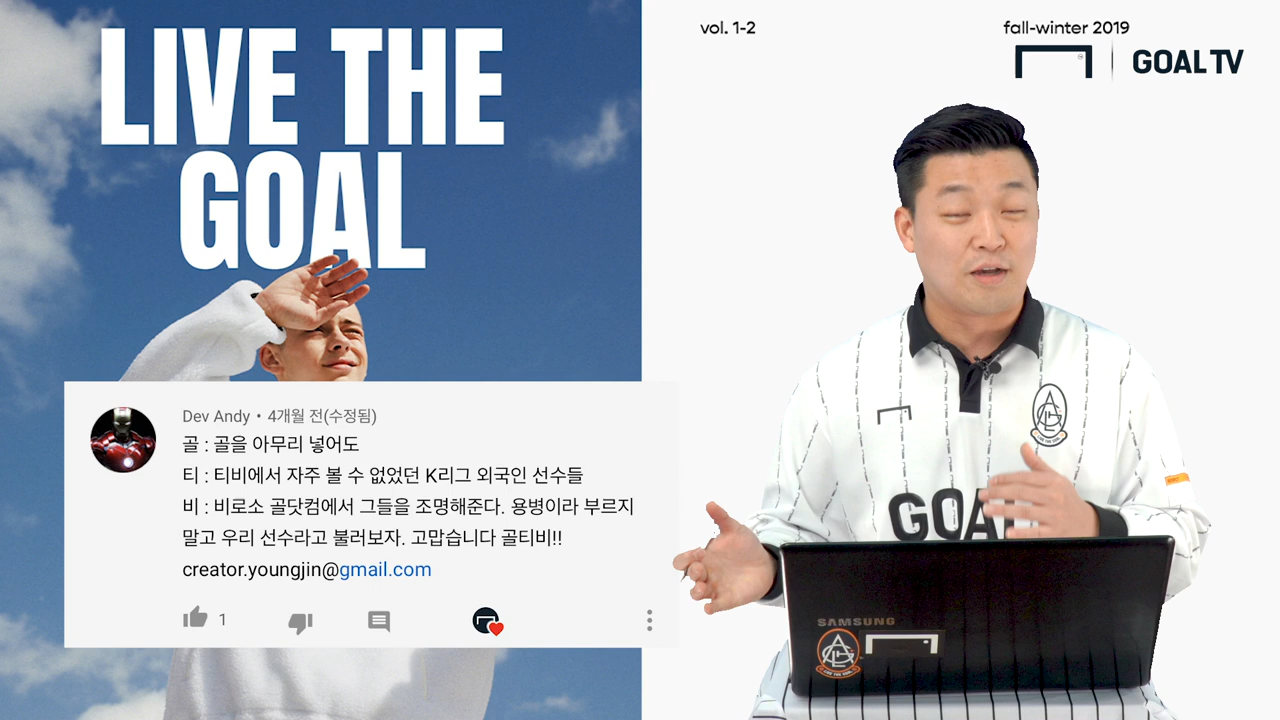 LIVE THE
GOAL
vol. 1-2
fall-winter 2019
GOAL TV
Dev Andy • 4개월 전(수정됨)
골 : 골을 아무리 넣어도
티 : 티비에서 자주 볼 수 없었던 K리그 외국인 선수들
비 : 비로소 골닷컴에서 그들을 조명해준다. 용병이라 부르지
말고 우리 선수라고 불러보자. 고맙습니다 골티비!!
creator.youngjin@gmail.com
1
GOAL
SAMSUNG